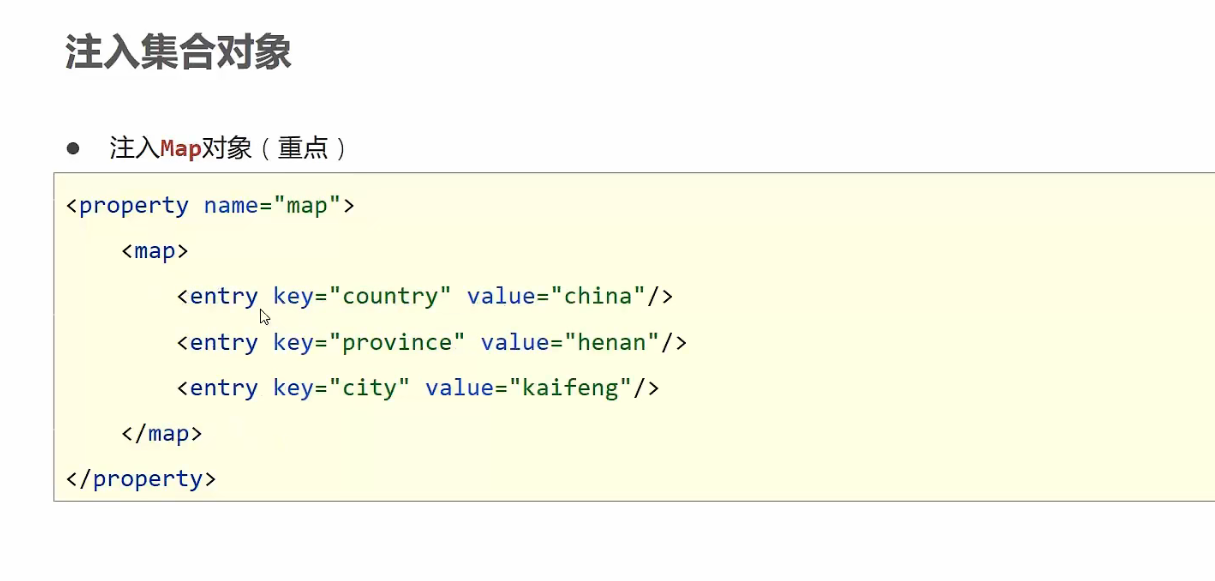 注入集合对象
● 注入Map对象（重点）
<property name="map">
    <map>
        <entry key="country" value="china"/>
        <entry key="province" value="henan"/>
        <entry key="city" value="kaifeng"/>
    </map>
</property>